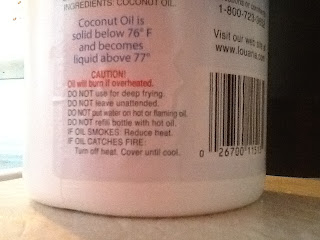 INGREDIENTS: COCONUT OIL.
Coconut Oil is
solid below 76° F
and becomes
liquid above 77°
CAUTION!
Oil will burn if overheated.
DO NOT use for deep frying.
DO NOT leave unattended.
DO NOT put water on hot or flaming oil.
DO NOT refill bottle with hot oil.
IF OIL SMOKES: Reduce heat.
IF OIL CATCHES FIRE:
Turn off heat. Cover until cool.
Visit our web
www.louana.
0 26700